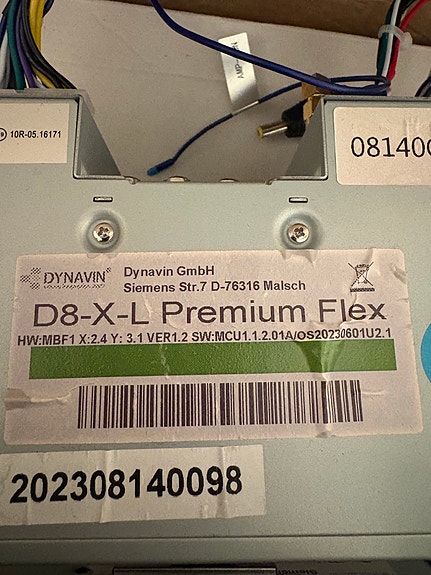 10R-05.16171
08140
DYNAVIN
Dynavin GmbH
Siemens Str.7 D-76316 Malsch
D8-X-L Premium Flex
HW:MBF1 X:2.4 Y: 3.1 VER1.2 SW:MCU1.1.2.01A/OS20230601U2.1
202308140098